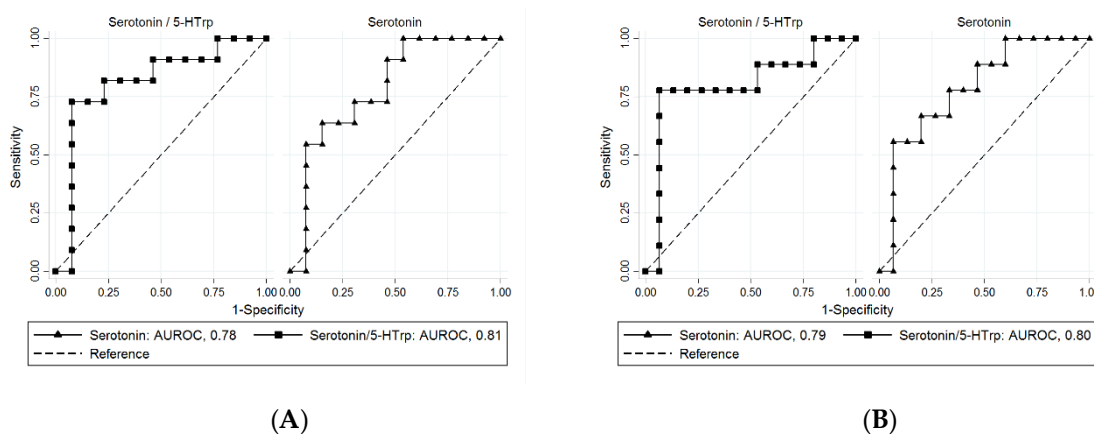 Serotonin / 5-HTrp
Serotonin
Sensitivity
1.00
0.75
0.50
0.25
0.00
0.00 0.25 0.50 0.75 1.00
0.00 0.25 0.50 0.75 1.00
1-Specificity
Serotonin: AUROC, 0.78
Serotonin/5-HTrp: AUROC, 0.81
Reference
(A)
Serotonin / 5-HTrp
Serotonin
Sensitivity
1.00
0.75
0.50
0.25
0.00
0.00 0.25 0.50 0.75 1.00
0.00 0.25 0.50 0.75 1.00
1-Specificity
Serotonin: AUROC, 0.79
Serotonin/5-HTrp: AUROC, 0.80
Reference
(B)